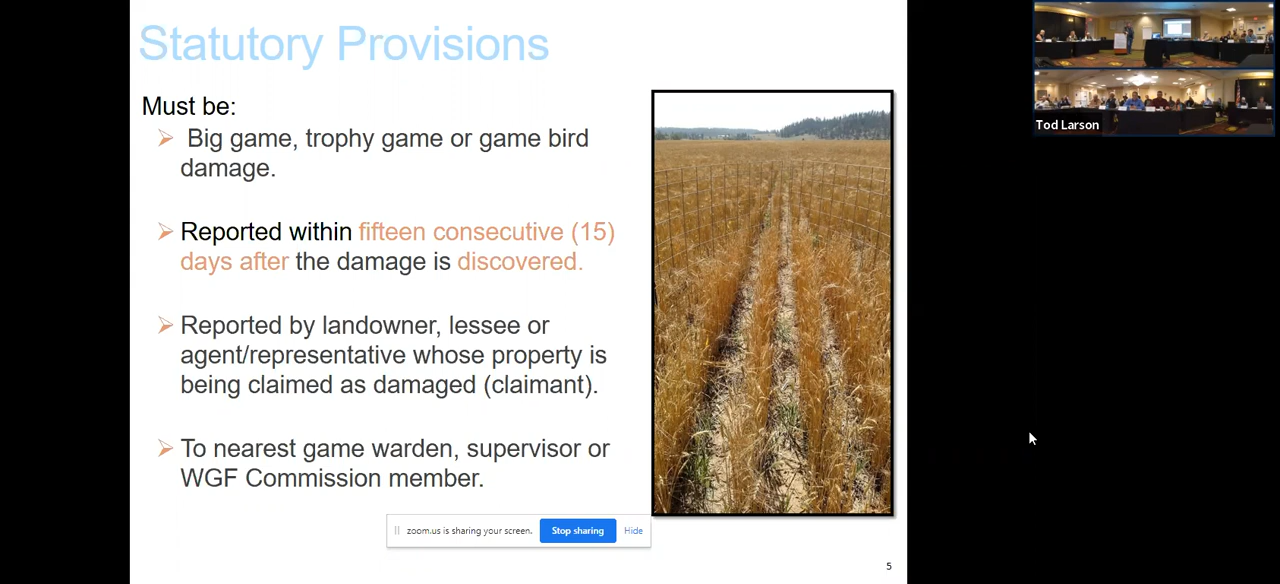 Statutory Provisions
Must be:
Big game, trophy game or game bird
damage.
Reported within fifteen consecutive (15)
days after the damage is discovered.
Reported by landowner, lessee or
agent/representative whose property is
being claimed as damaged (claimant).
To nearest game warden, supervisor or
WGF Commission member.
zoom.us is sharing your screen. Stop sharing Hide
5
Tod Larson